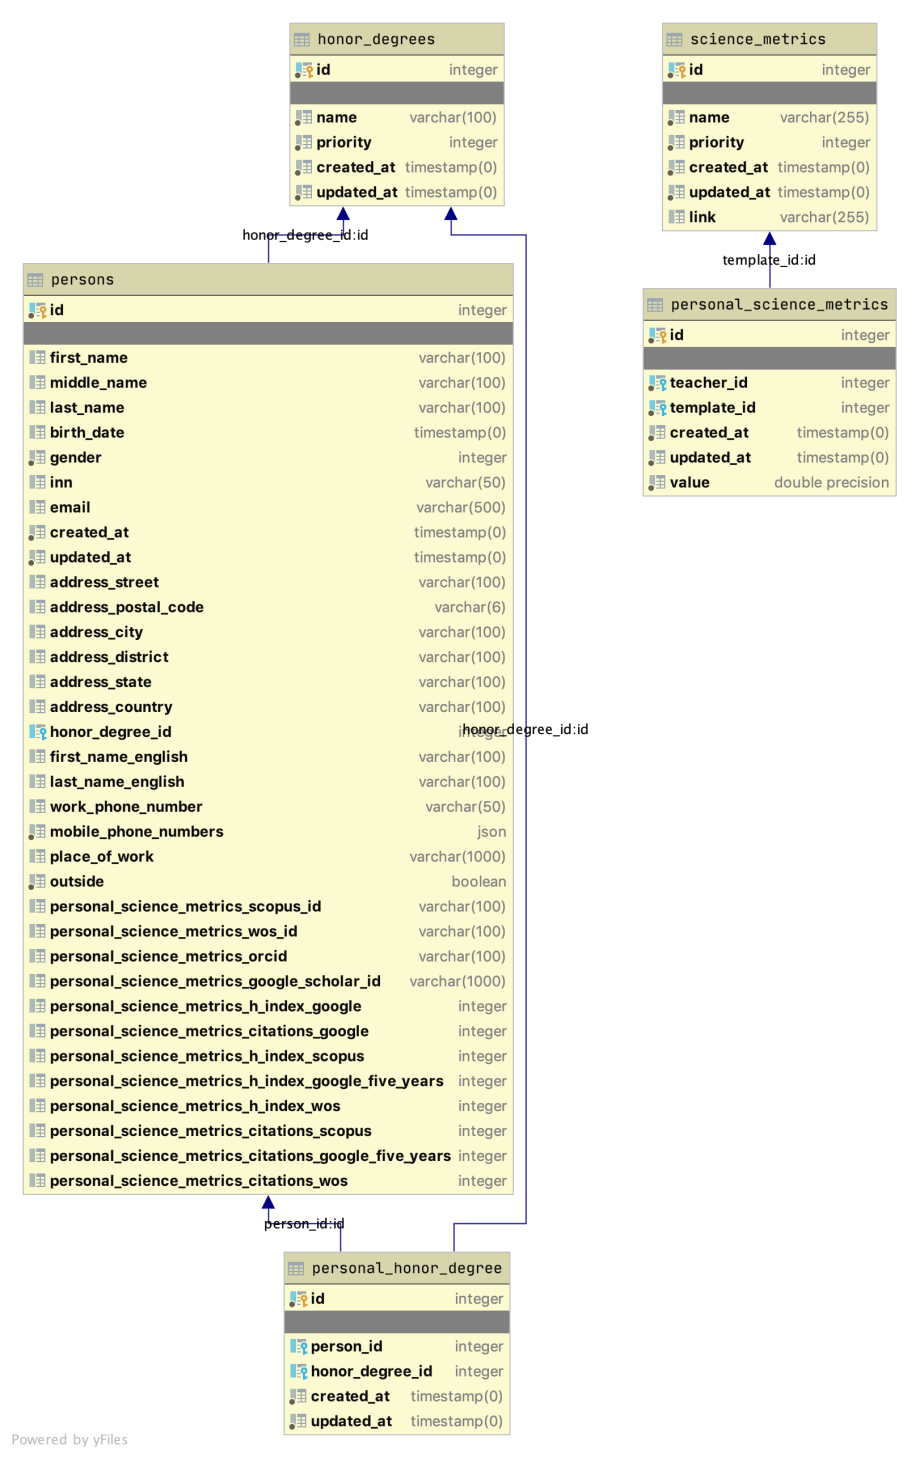 honor_degrees
id integer
name varchar(100)
priority integer
created_at timestamp(0)
updated_at timestamp(0)
science_metrics
id integer
name varchar(255)
priority integer
created_at timestamp(0)
updated_at timestamp(0)
link varchar(255)
honor_degree_id:id
template_id:id
persons
id integer
first_name varchar(100)
middle_name varchar(100)
last_name varchar(100)
birth_date timestamp(0)
gender integer
inn varchar(50)
email varchar(500)
created_at timestamp(0)
updated_at timestamp(0)
address_street varchar(100)
address_postal_code varchar(6)
address_city varchar(100)
address_district varchar(100)
address_state varchar(100)
address_country varchar(100)
honor_degree_id integer
first_name_english varchar(100)
last_name_english varchar(100)
work_phone_number varchar(50)
mobile_phone_numbers json
place_of_work varchar(1000)
outside boolean
personal_science_metrics_scopus_id varchar(100)
personal_science_metrics_wos_id varchar(100)
personal_science_metrics_orcid varchar(100)
personal_science_metrics_google_scholar_id varchar(1000)
personal_science_metrics_h_index_google integer
personal_science_metrics_citations_google integer
personal_science_metrics_h_index_scopus integer
personal_science_metrics_h_index_google_five_years integer
personal_science_metrics_h_index_wos integer
personal_science_metrics_citations_scopus integer
personal_science_metrics_citations_google_five_years integer
personal_science_metrics_citations_wos integer
personal_science_metrics
id integer
teacher_id integer
template_id integer
created_at timestamp(0)
updated_at timestamp(0)
value double precision
honor_degree_id:id
person_id:id
personal_honor_degree
id integer
person_id integer
honor_degree_id integer
created_at timestamp(0)
updated_at timestamp(0)
Powered by yFiles